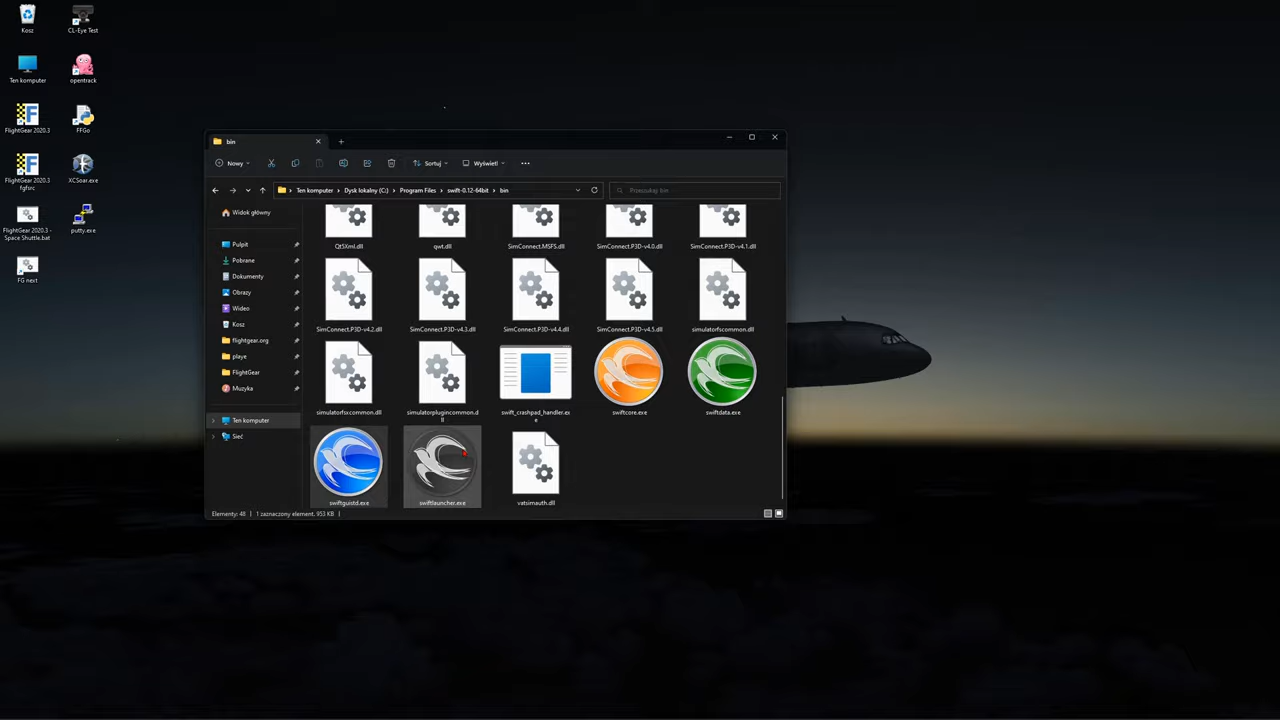 Kosz
CL-Eye Test
Ten komputer
opentrack
FlightGear 2020.3
FFGo
FlightGear 2020.3
fgfsrc
XCSoar.exe
FlightGear 2020.3 -
Space Shuttle.bat
putty.exe
FG next
bin
Nowy
Sortuj
Wyświetl
Ten komputer
Dysk lokalny (C:)
Program Files
swift-0.12-64bit
bin
Przeszukaj bin
Widok główny
Pulpit
Pobrane
Dokumenty
Obrazy
Wideo
Kosz
flightgear.org
playe
FlightGear
Muzyka
Ten komputer
Sieć
Qt5Xml.dll
qwt.dll
SimConnect.MSFS.dll
SimConnect.P3D-v4.0.dll
SimConnect.P3D-v4.1.dll
SimConnect.P3D-v4.2.dll
SimConnect.P3D-v4.3.dll
SimConnect.P3D-v4.4.dll
SimConnect.P3D-v4.5.dll
simulatorfscommon.dll
simulatorfsxcommon.dll
simulatorplugincommon.d
ll
swift_crashpad_handler.ex
e
swiftcore.exe
swiftdata.exe
swiftguistd.exe
swiftlauncher.exe
vatsimauth.dll
Elementy: 48
1 zaznaczony element. 953 KB